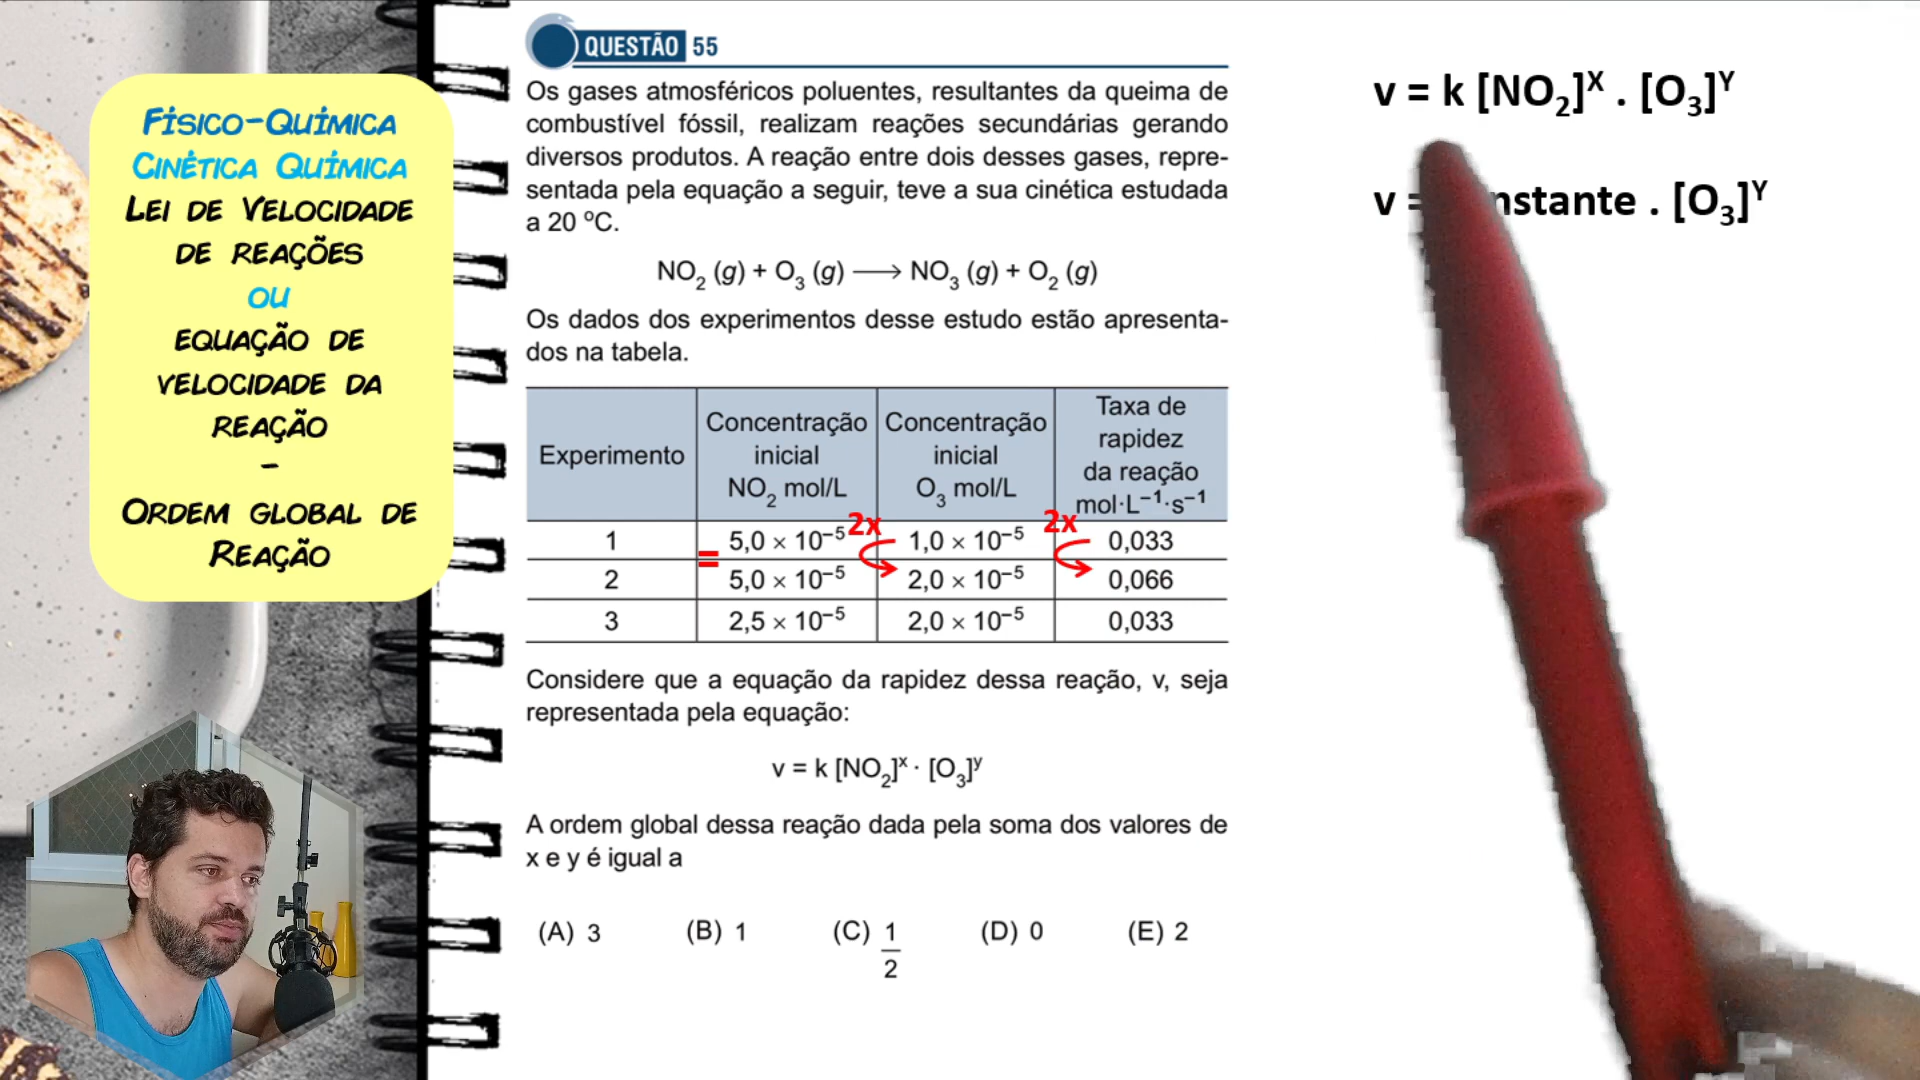 FÍSICO-QUÍMICA
CINÉTICA QUÍMICA
LEI DE VELOCIDADE
DE REAÇÕES
OU
EQUAÇÃO DE
VELOCIDADE DA
REAÇÃO
-
ORDEM GLOBAL DE
REAÇÃO
QUESTÃO 55
Os gases atmosféricos poluentes, resultantes da queima de
combustível fóssil, realizam reações secundárias gerando
diversos produtos. A reação entre dois desses gases, repre-
sentada pela equação a seguir, teve a sua cinética estudada
a 20 ºC.
NO₂ (g) + O₃ (g) ⟶ NO₃ (g) + O₂ (g)
Os dados dos experimentos desse estudo estão apresenta-
dos na tabela.
Experimento
Concentração
inicial
NO₂ mol/L
Concentração
inicial
O₃ mol/L
Taxa de
rapidez
da reação
mol·L⁻¹·s⁻¹
2x 2x
1 5,0 × 10⁻⁵ 1,0 × 10⁻⁵ 0,033
=
2 5,0 × 10⁻⁵ 2,0 × 10⁻⁵ 0,066
3 2,5 × 10⁻⁵ 2,0 × 10⁻⁵ 0,033
Considere que a equação da rapidez dessa reação, v, seja
representada pela equação:
v = k [NO₂]ˣ · [O₃]ʸ
A ordem global dessa reação dada pela soma dos valores de
x e y é igual a
(A) 3 (B) 1 (C) 1/2 (D) 0 (E) 2
v = k [NO₂]ˣ . [O₃]ʸ
v = nstante . [O₃]ʸ